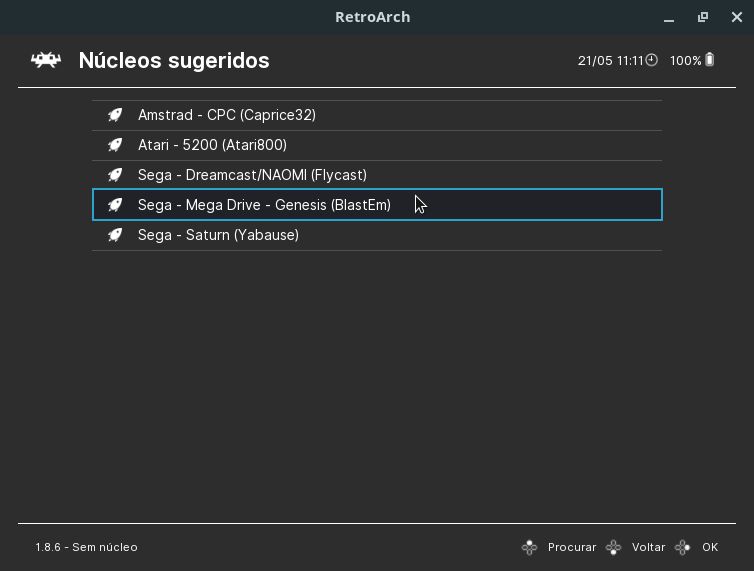 RetroArch
Núcleos sugeridos
21/05 11:11 100%
Amstrad - CPC (Caprice32)
Atari - 5200 (Atari800)
Sega - Dreamcast/NAOMI (Flycast)
Sega - Mega Drive - Genesis (BlastEm)
Sega - Saturn (Yabause)
1.8.6 - Sem núcleo
Procurar Voltar OK